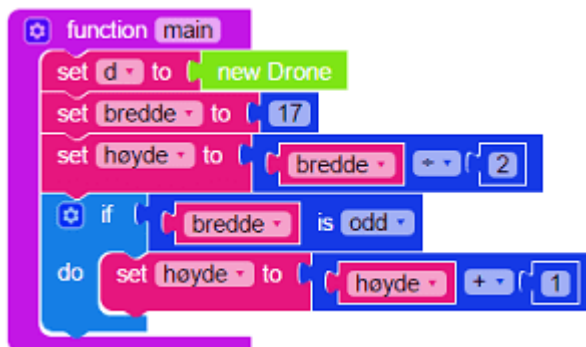 function main
set d to new Drone
set bredde to 17
set høyde to bredde ÷ 2
if bredde is odd
do set høyde to høyde + 1